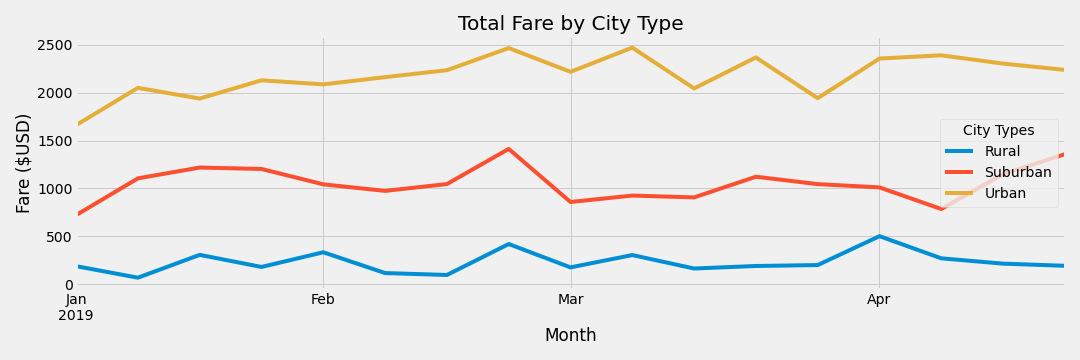 Total Fare by City Type
Fare ($USD)
2500
2000
1500
1000
500
0
City Types
Rural
Suburban
Urban
Jan
2019
Feb
Mar
Apr
Month